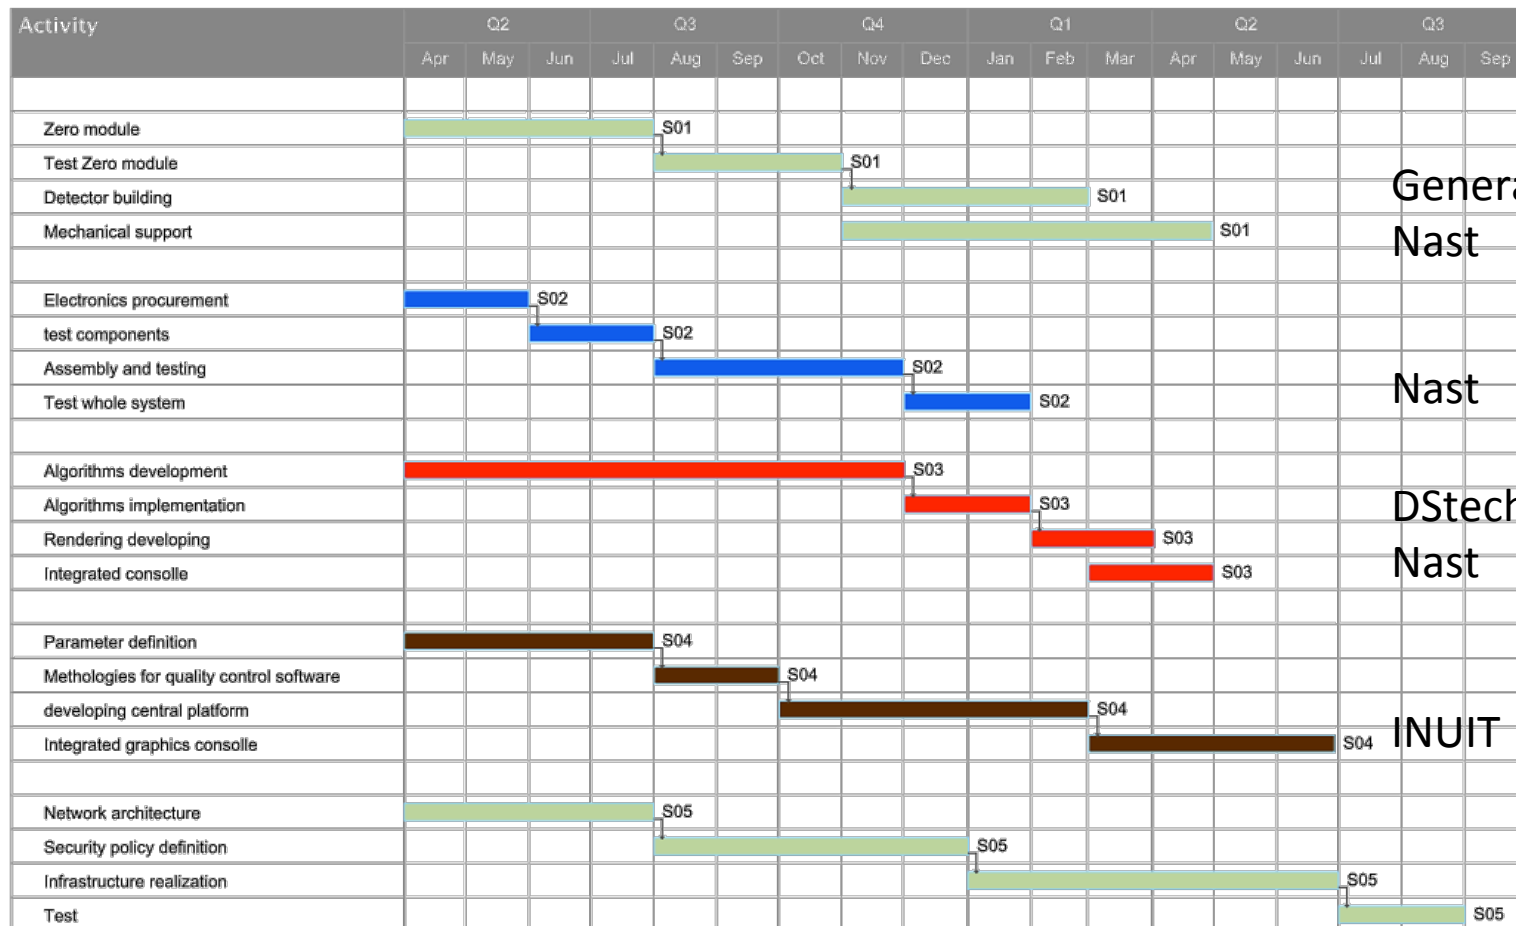 Activity Q2 Q3 Q4 Q1 Q2 Q3
Apr May Jun Jul Aug Sep Oct Nov Dec Jan Feb Mar Apr May Jun Jul Aug Sep
Zero module S01
Test Zero module S01
Detector building S01
Mechanical support S01
Nast
Electronics procurement S02
test components S02
Assembly and testing S02
Test whole system S02
Nast
Algorithms development S03
Algorithms implementation S03
DStech
Rendering developing S03
Integrated consolle S03
Nast
Parameter definition S04
Methologies for quality control software S04
developing central platform S04
Integrated graphics consolle S04
INUIT
Network architecture S05
Security policy definition S05
Infrastructure realization S05
Test S05